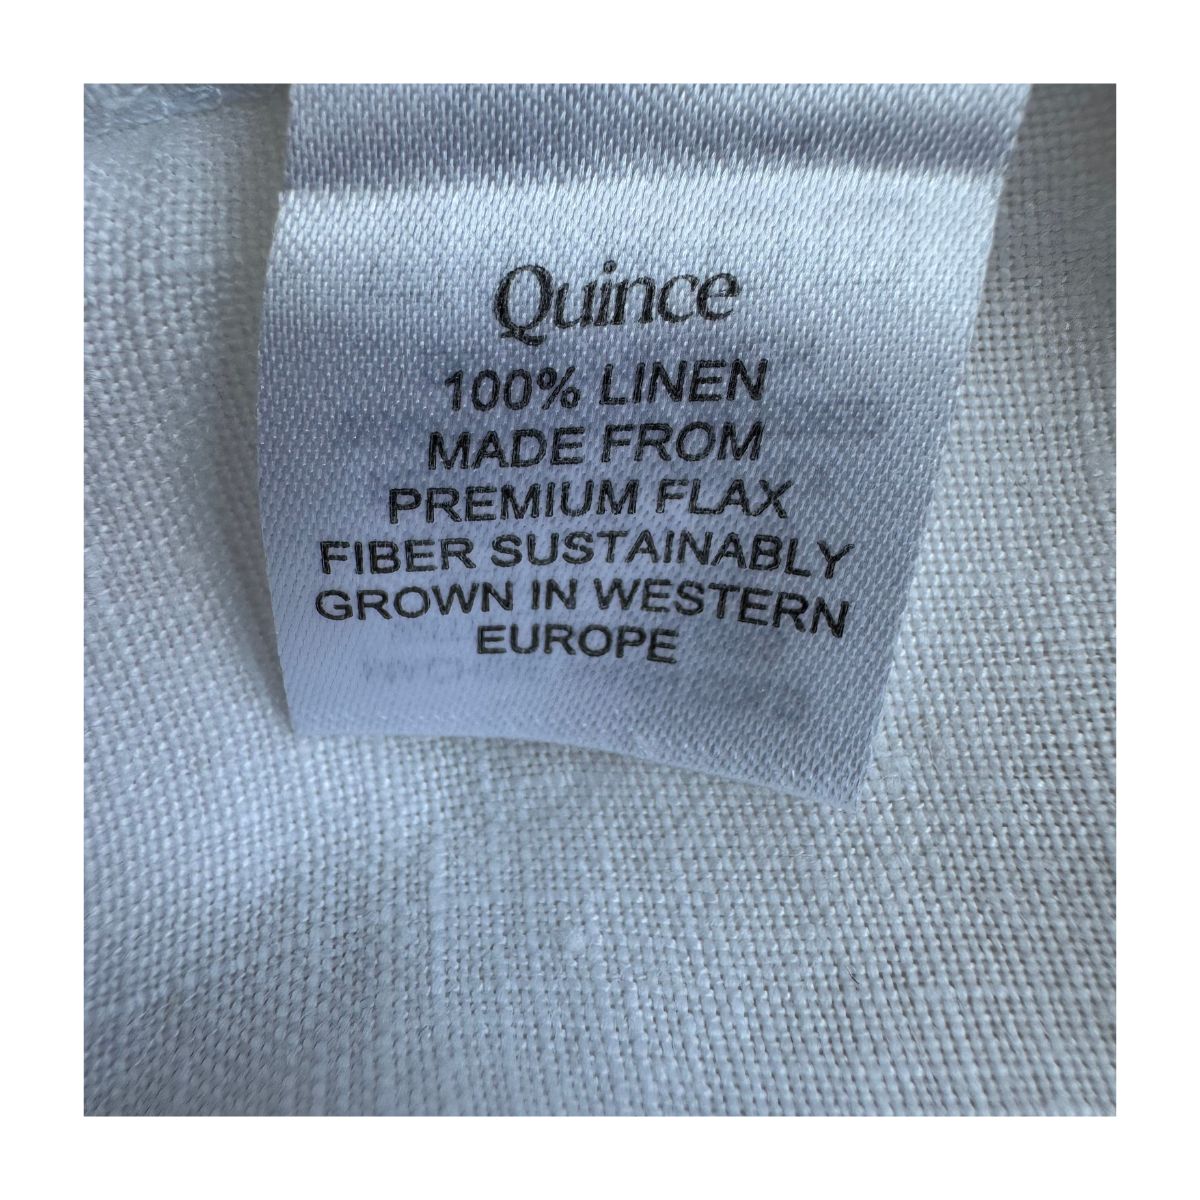 Quince
100% LINEN
MADE FROM
PREMIUM FLAX
FIBER SUSTAINABLY
GROWN IN WESTERN
EUROPE